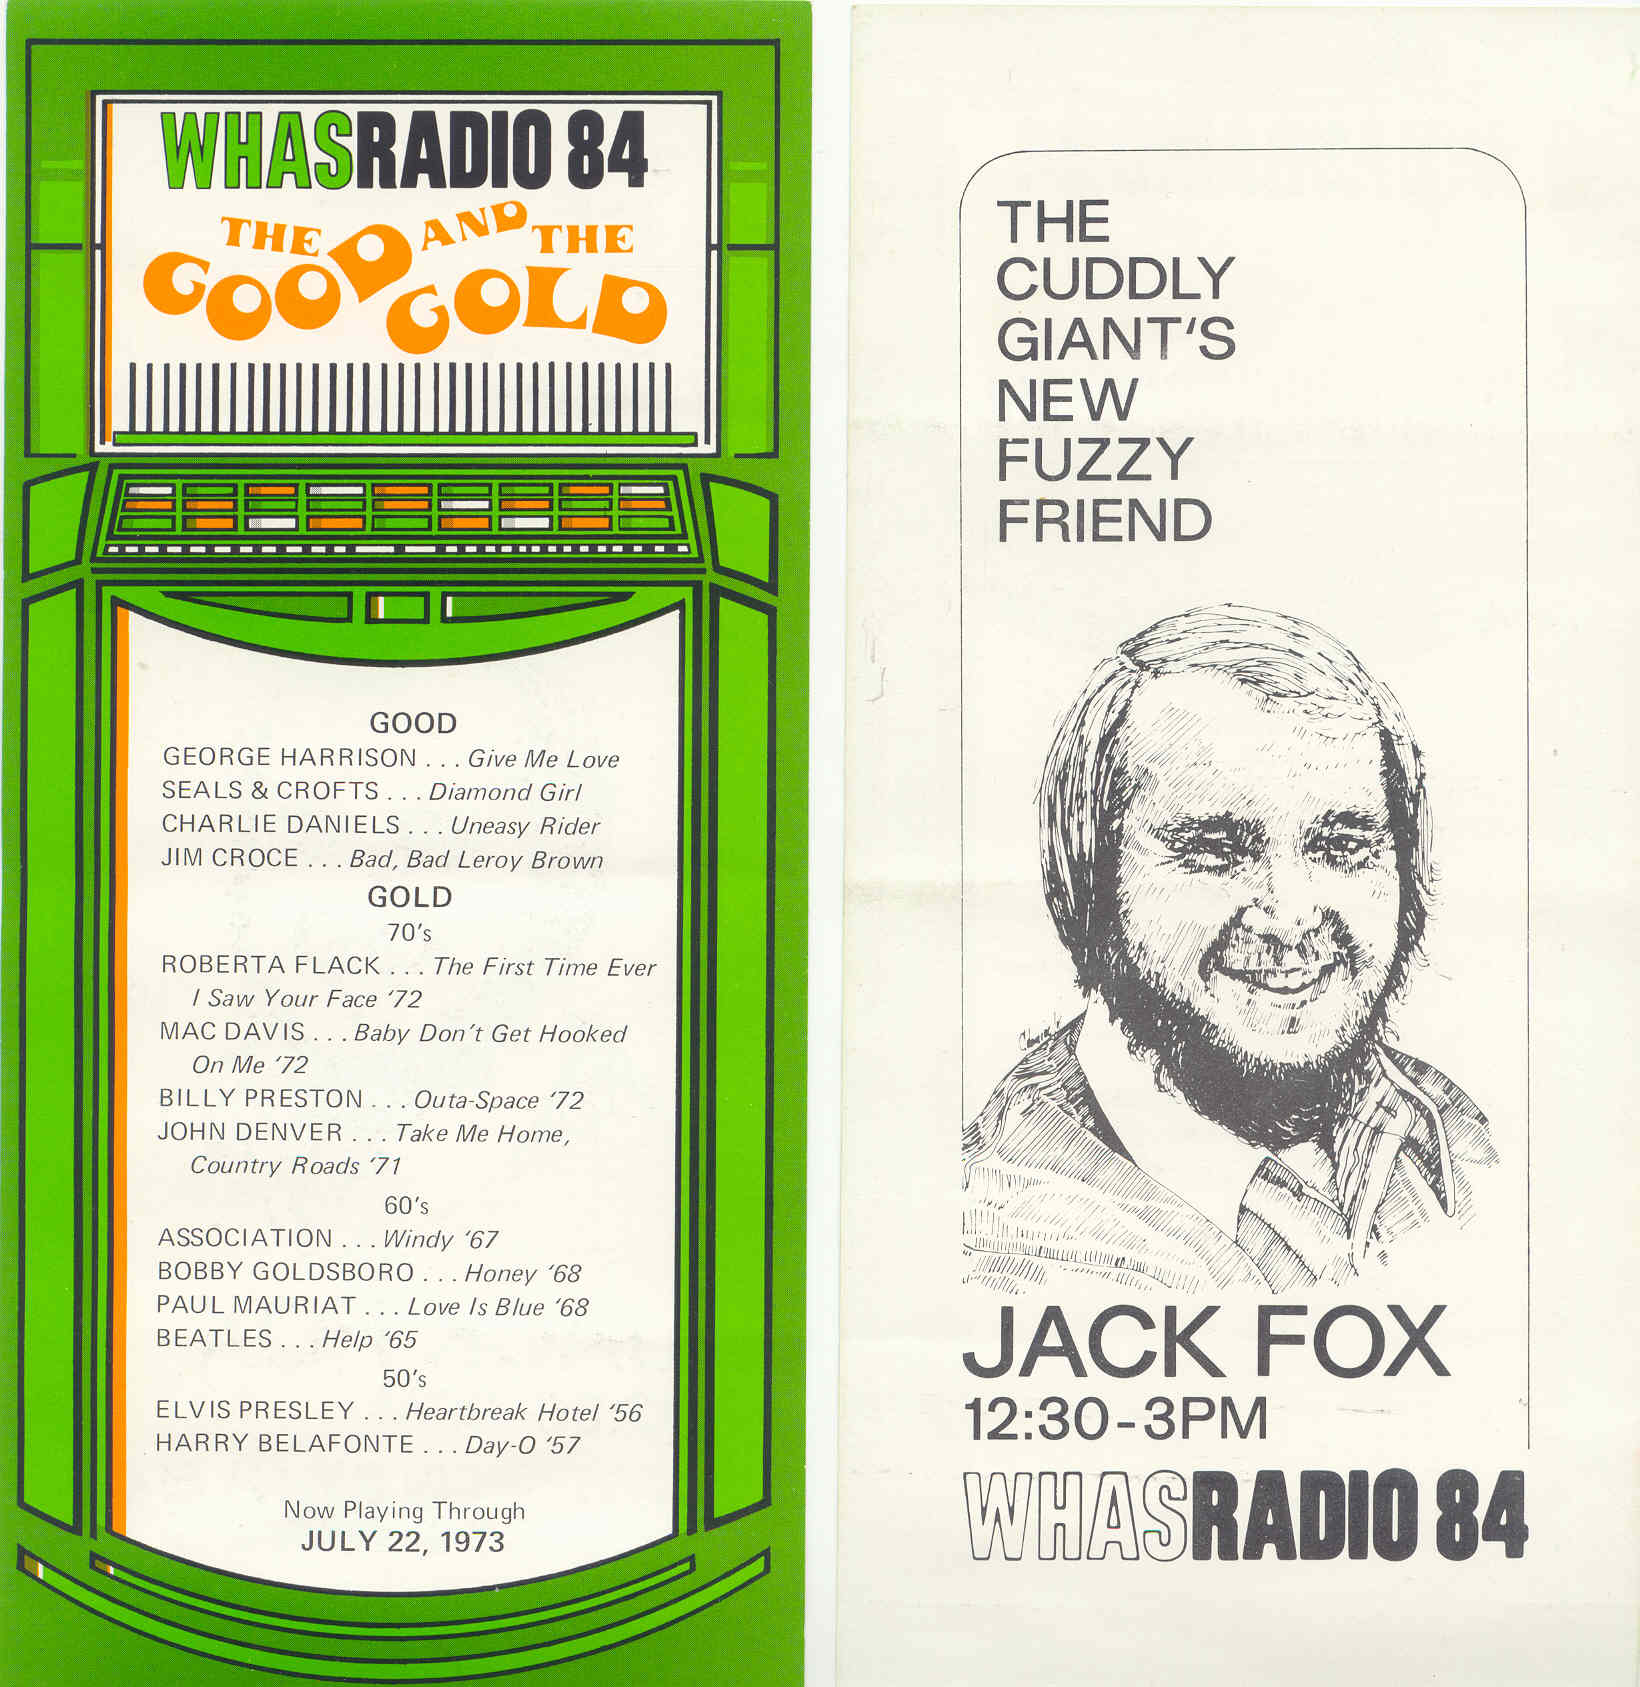 WHAS RADIO 84
THE GOOD AND THE GOLD
GOOD
GEORGE HARRISON . . . Give Me Love
SEALS & CROFTS . . . Diamond Girl
CHARLIE DANIELS . . . Uneasy Rider
JIM CROCE . . . Bad, Bad Leroy Brown
GOLD
70's
ROBERTA FLACK . . . The First Time Ever
I Saw Your Face '72
MAC DAVIS . . . Baby Don't Get Hooked
On Me '72
BILLY PRESTON . . . Outa-Space '72
JOHN DENVER . . . Take Me Home,
Country Roads '71
60's
ASSOCIATION . . . Windy '67
BOBBY GOLDSBORO . . . Honey '68
PAUL MAURIAT . . . Love Is Blue '68
BEATLES . . . Help '65
50's
ELVIS PRESLEY . . . Heartbreak Hotel '56
HARRY BELAFONTE . . . Day-O '57
Now Playing Through
JULY 22, 1973
THE
CUDDLY
GIANT'S
NEW
FUZZY
FRIEND
JACK FOX
12:30-3PM
WHAS RADIO 84